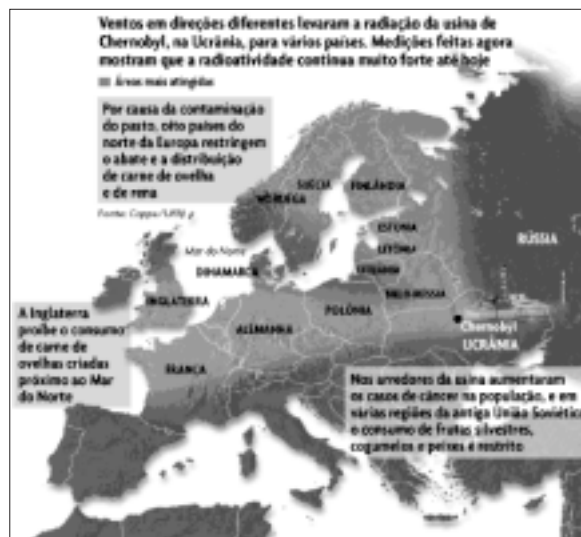 Ventos em direções diferentes levaram a radiação da usina de
Chernobyl, na Ucrânia, para vários países. Medições feitas agora
mostram que a radioatividade continua muito forte até hoje
Áreas mais atingidas
Por causa da contaminação
do pasto, oito países do
norte da Europa restringem
o abate e a distribuição
de carne de ovelha
e de rena
Fonte:
SUÉCIA
FINLÂNDIA
NORUEGA
ESTONIA
RÚSSIA
LETÔNIA
Mar do Norte
DINAMARCA
LITUANIA
BIELO-RÚSSIA
INGLATERRA
POLÔNIA
ALEMANHA
Chernobyl
UCRÂNIA
A Inglaterra
proíbe o consumo
de carne de
ovelhas criadas
próximo ao Mar
do Norte
FRANÇA
Nos arredores da usina aumentaram
os casos de câncer na população, e em
várias regiões da antiga União Soviética
o consumo de frutas silvestres,
cogumelos e peixes é restrito